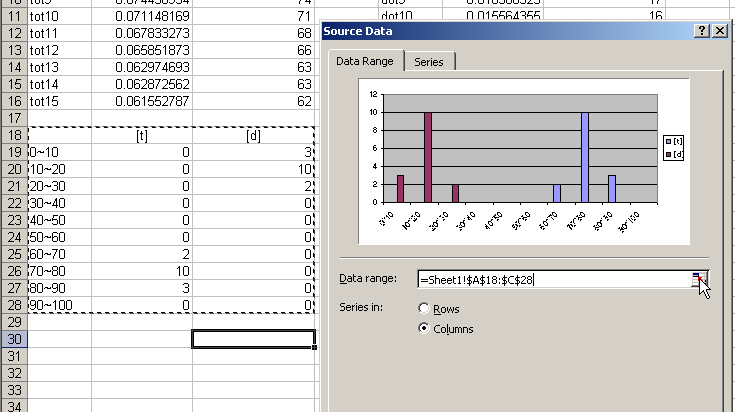 10 tot9 0.074438934 74 dot9 17
11 tot10 0.071148169 71 dot10 0.015564355 16
12 tot11 0.067833273 68
13 tot12 0.065851873 66
14 tot13 0.062974693 63
15 tot14 0.062872562 63
16 tot15 0.061552787 62
17
18 [t] [d]
19 0~10 0 3
20 10~20 0 10
21 20~30 0 2
22 30~40 0 0
23 40~50 0 0
24 50~60 0 0
25 60~70 2 0
26 70~80 10 0
27 80~90 3 0
28 90~100 0 0
29
30
31
32
33
34
Source Data
Data Range Series
12
10
8
6
4
2
0
0~10 10~20 20~30 30~40 40~50 50~60 60~70 70~80 80~90 90~100
[t]
[d]
Data range: =Sheet1!$A$18:$C$28
Series in: Rows
Columns